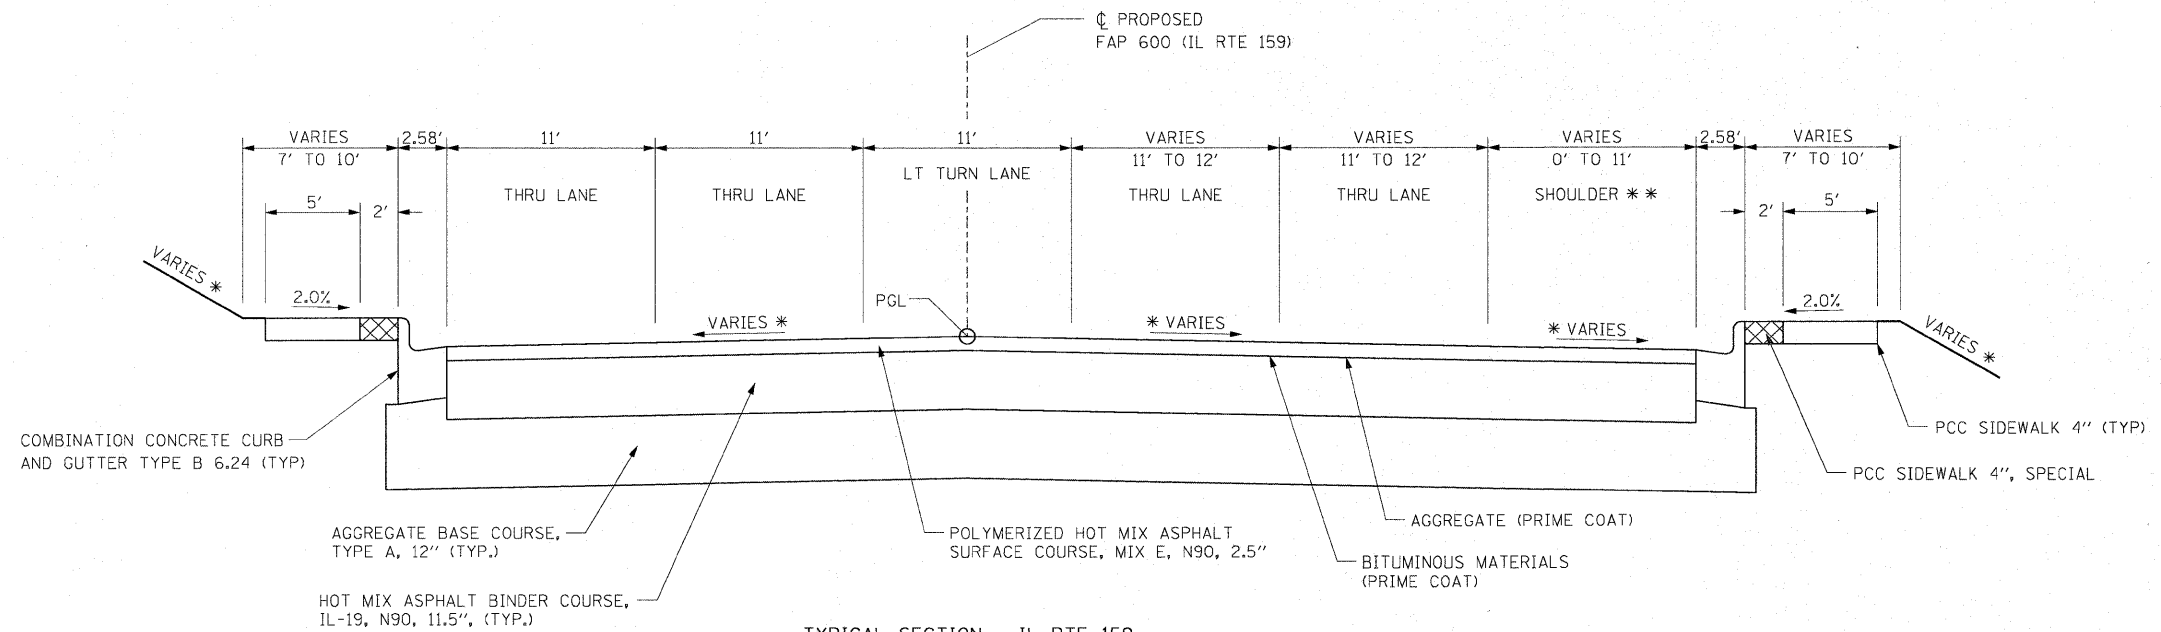 ℄ PROPOSED
FAP 600 (IL RTE 159)
VARIES
7' TO 10'
2.58'
11'
11'
11'
VARIES
11' TO 12'
VARIES
11' TO 12'
VARIES
0' TO 11'
2.58'
VARIES
7' TO 10'
LT TURN LANE
THRU LANE
THRU LANE
THRU LANE
THRU LANE
SHOULDER * *
5'
2'
2'
5'
VARIES *
2.0%
PGL
VARIES *
* VARIES
* VARIES
2.0%
VARIES *
COMBINATION CONCRETE CURB
AND GUTTER TYPE B 6.24 (TYP)
PCC SIDEWALK 4" (TYP)
PCC SIDEWALK 4", SPECIAL
AGGREGATE BASE COURSE,
TYPE A, 12" (TYP.)
POLYMERIZED HOT MIX ASPHALT
SURFACE COURSE, MIX E, N90, 2.5"
AGGREGATE (PRIME COAT)
BITUMINOUS MATERIALS
(PRIME COAT)
HOT MIX ASPHALT BINDER COURSE,
IL-19, N90, 11.5", (TYP.)
TYPICAL SECTION - IL RTE 159